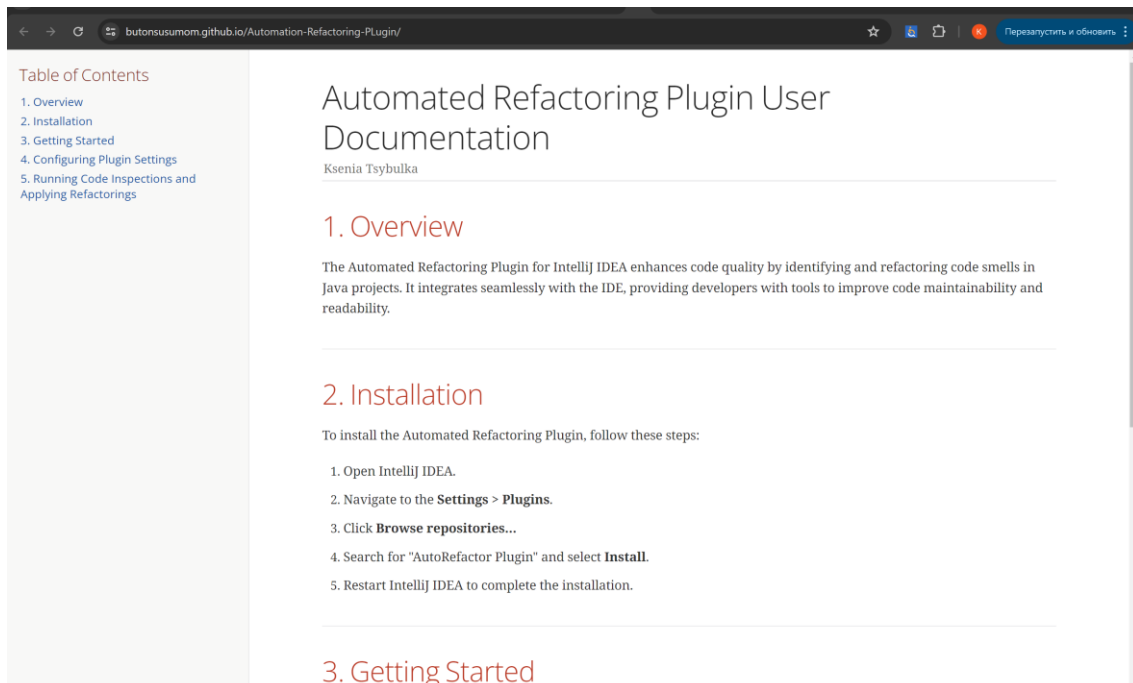 butonsusumom.github.io/Automation-Refactoring-PLugin/
K
Перезапустить и обновить
Table of Contents
1. Overview
2. Installation
3. Getting Started
4. Configuring Plugin Settings
5. Running Code Inspections and
Applying Refactorings
Automated Refactoring Plugin User
Documentation
Ksenia Tsybulka
1. Overview
The Automated Refactoring Plugin for IntelliJ IDEA enhances code quality by identifying and refactoring code smells in
Java projects. It integrates seamlessly with the IDE, providing developers with tools to improve code maintainability and
readability.
2. Installation
To install the Automated Refactoring Plugin, follow these steps:
1. Open IntelliJ IDEA.
2. Navigate to the Settings > Plugins.
3. Click Browse repositories...
4. Search for "AutoRefactor Plugin" and select Install.
5. Restart IntelliJ IDEA to complete the installation.
3. Getting Started